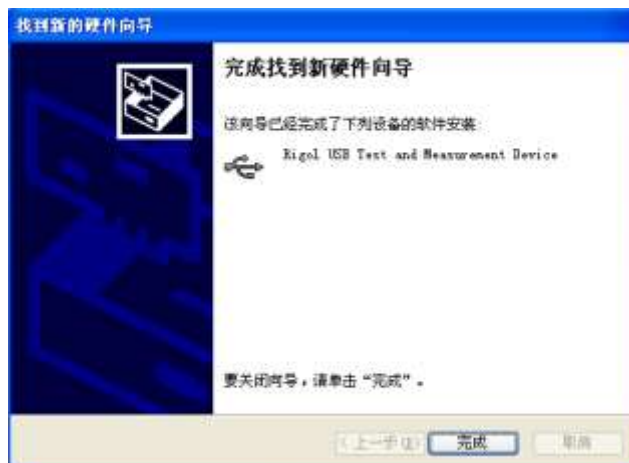 找到新的硬件向导
完成找到新硬件向导
该向导已经完成了下列设备的软件安装:
Rigol USB Test and Measurement Device
要关闭向导，请单击“完成”。
<上一步(B)
完成
取消